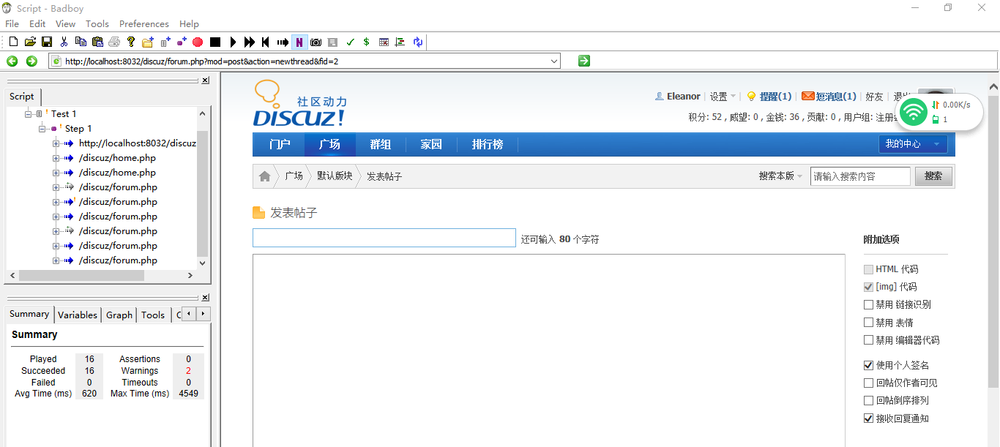 Script - Badboy
File Edit View Tools Preferences Help
http://localhost:8032/discuz/forum.php?mod=post&action=newthread&fid=2
Script
Test 1
Step 1
http://localhost:8032/discuz
/discuz/home.php
/discuz/home.php
/discuz/forum.php
/discuz/forum.php
/discuz/forum.php
/discuz/forum.php
/discuz/forum.php
/discuz/forum.php
Summary Variables Graph Tools
Summary
Played 16 Assertions 0
Succeeded 16 Warnings 2
Failed 0 Timeouts 0
Avg Time (ms) 620 Max Time (ms) 4549
社区动力
DISCUZ!
Eleanor 设置 提醒(1) 短消息(1) 好友 退出
积分: 52 , 威望: 0 , 金钱: 36 , 贡献: 0 , 用户组: 注册
0.00K/s
1
门户 广场 群组 家园 排行榜 我的中心
广场 默认版块 发表帖子 搜索本版 请输入搜索内容 搜索
发表帖子
还可输入 80 个字符
附加选项
HTML 代码
[img] 代码
禁用 链接识别
禁用 表情
禁用 编辑器代码
使用个人签名
回帖仅作者可见
回帖倒序排列
接收回复通知